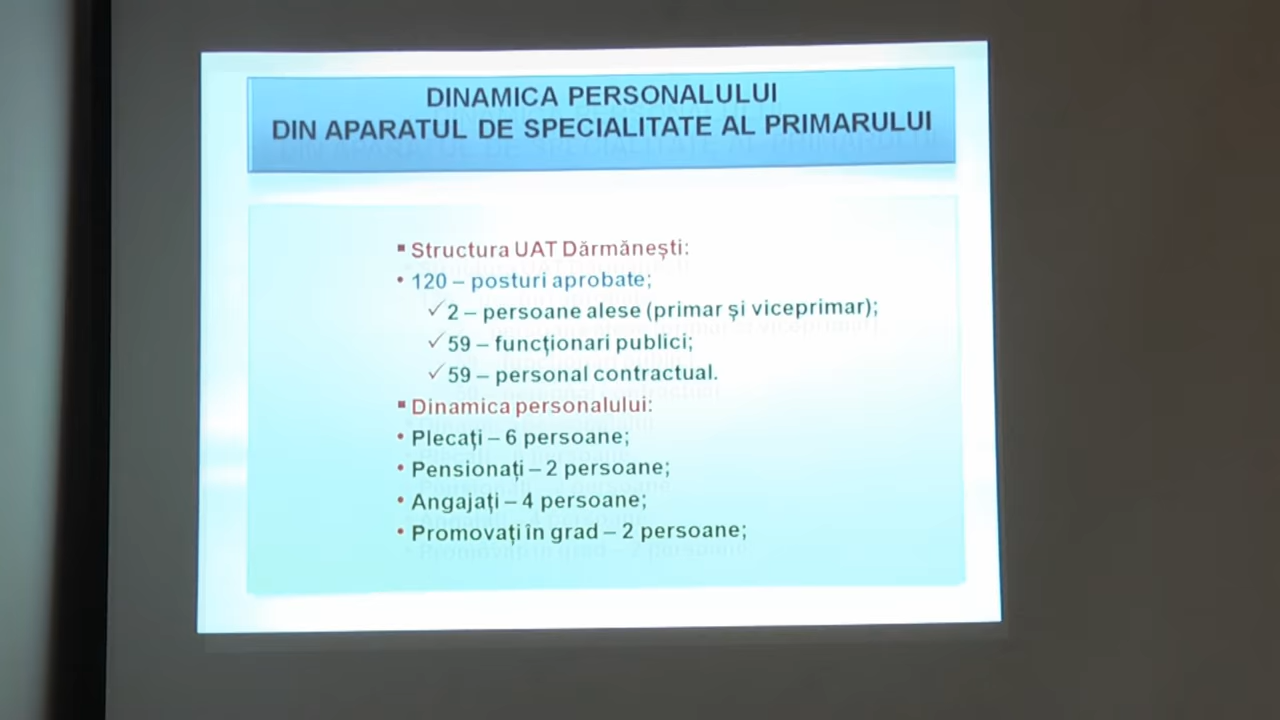 DINAMICA PERSONALULUI
DIN APARATUL DE SPECIALITATE AL PRIMARULUI
▪ Structura UAT Dărmănești:
• 120 – posturi aprobate;
✓ 2 – persoane alese (primar și viceprimar);
✓ 59 – funcționari publici;
✓ 59 – personal contractual.
▪ Dinamica personalului:
• Plecați – 6 persoane;
• Pensionați – 2 persoane;
• Angajați – 4 persoane;
• Promovați în grad – 2 persoane;